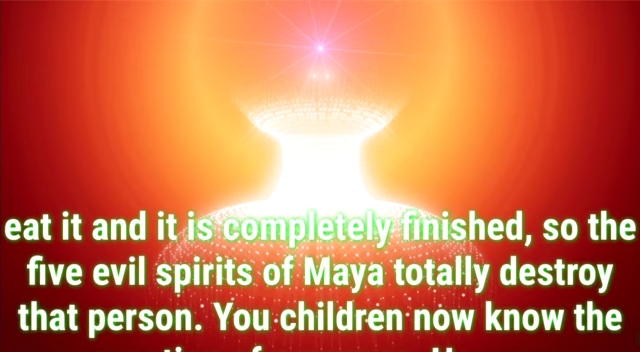 eat it and it is completely finished, so the
five evil spirits of Maya totally destroy
that person. You children now know the